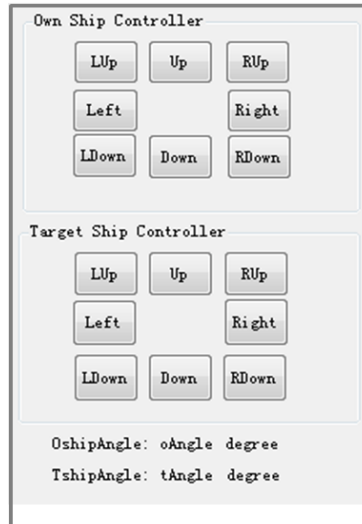 Own Ship Controller
LUp Up RUp
Left Right
LDown Down RDown
Target Ship Controller
LUp Up RUp
Left Right
LDown Down RDown
OshipAngle: oAngle degree
TshipAngle: tAngle degree